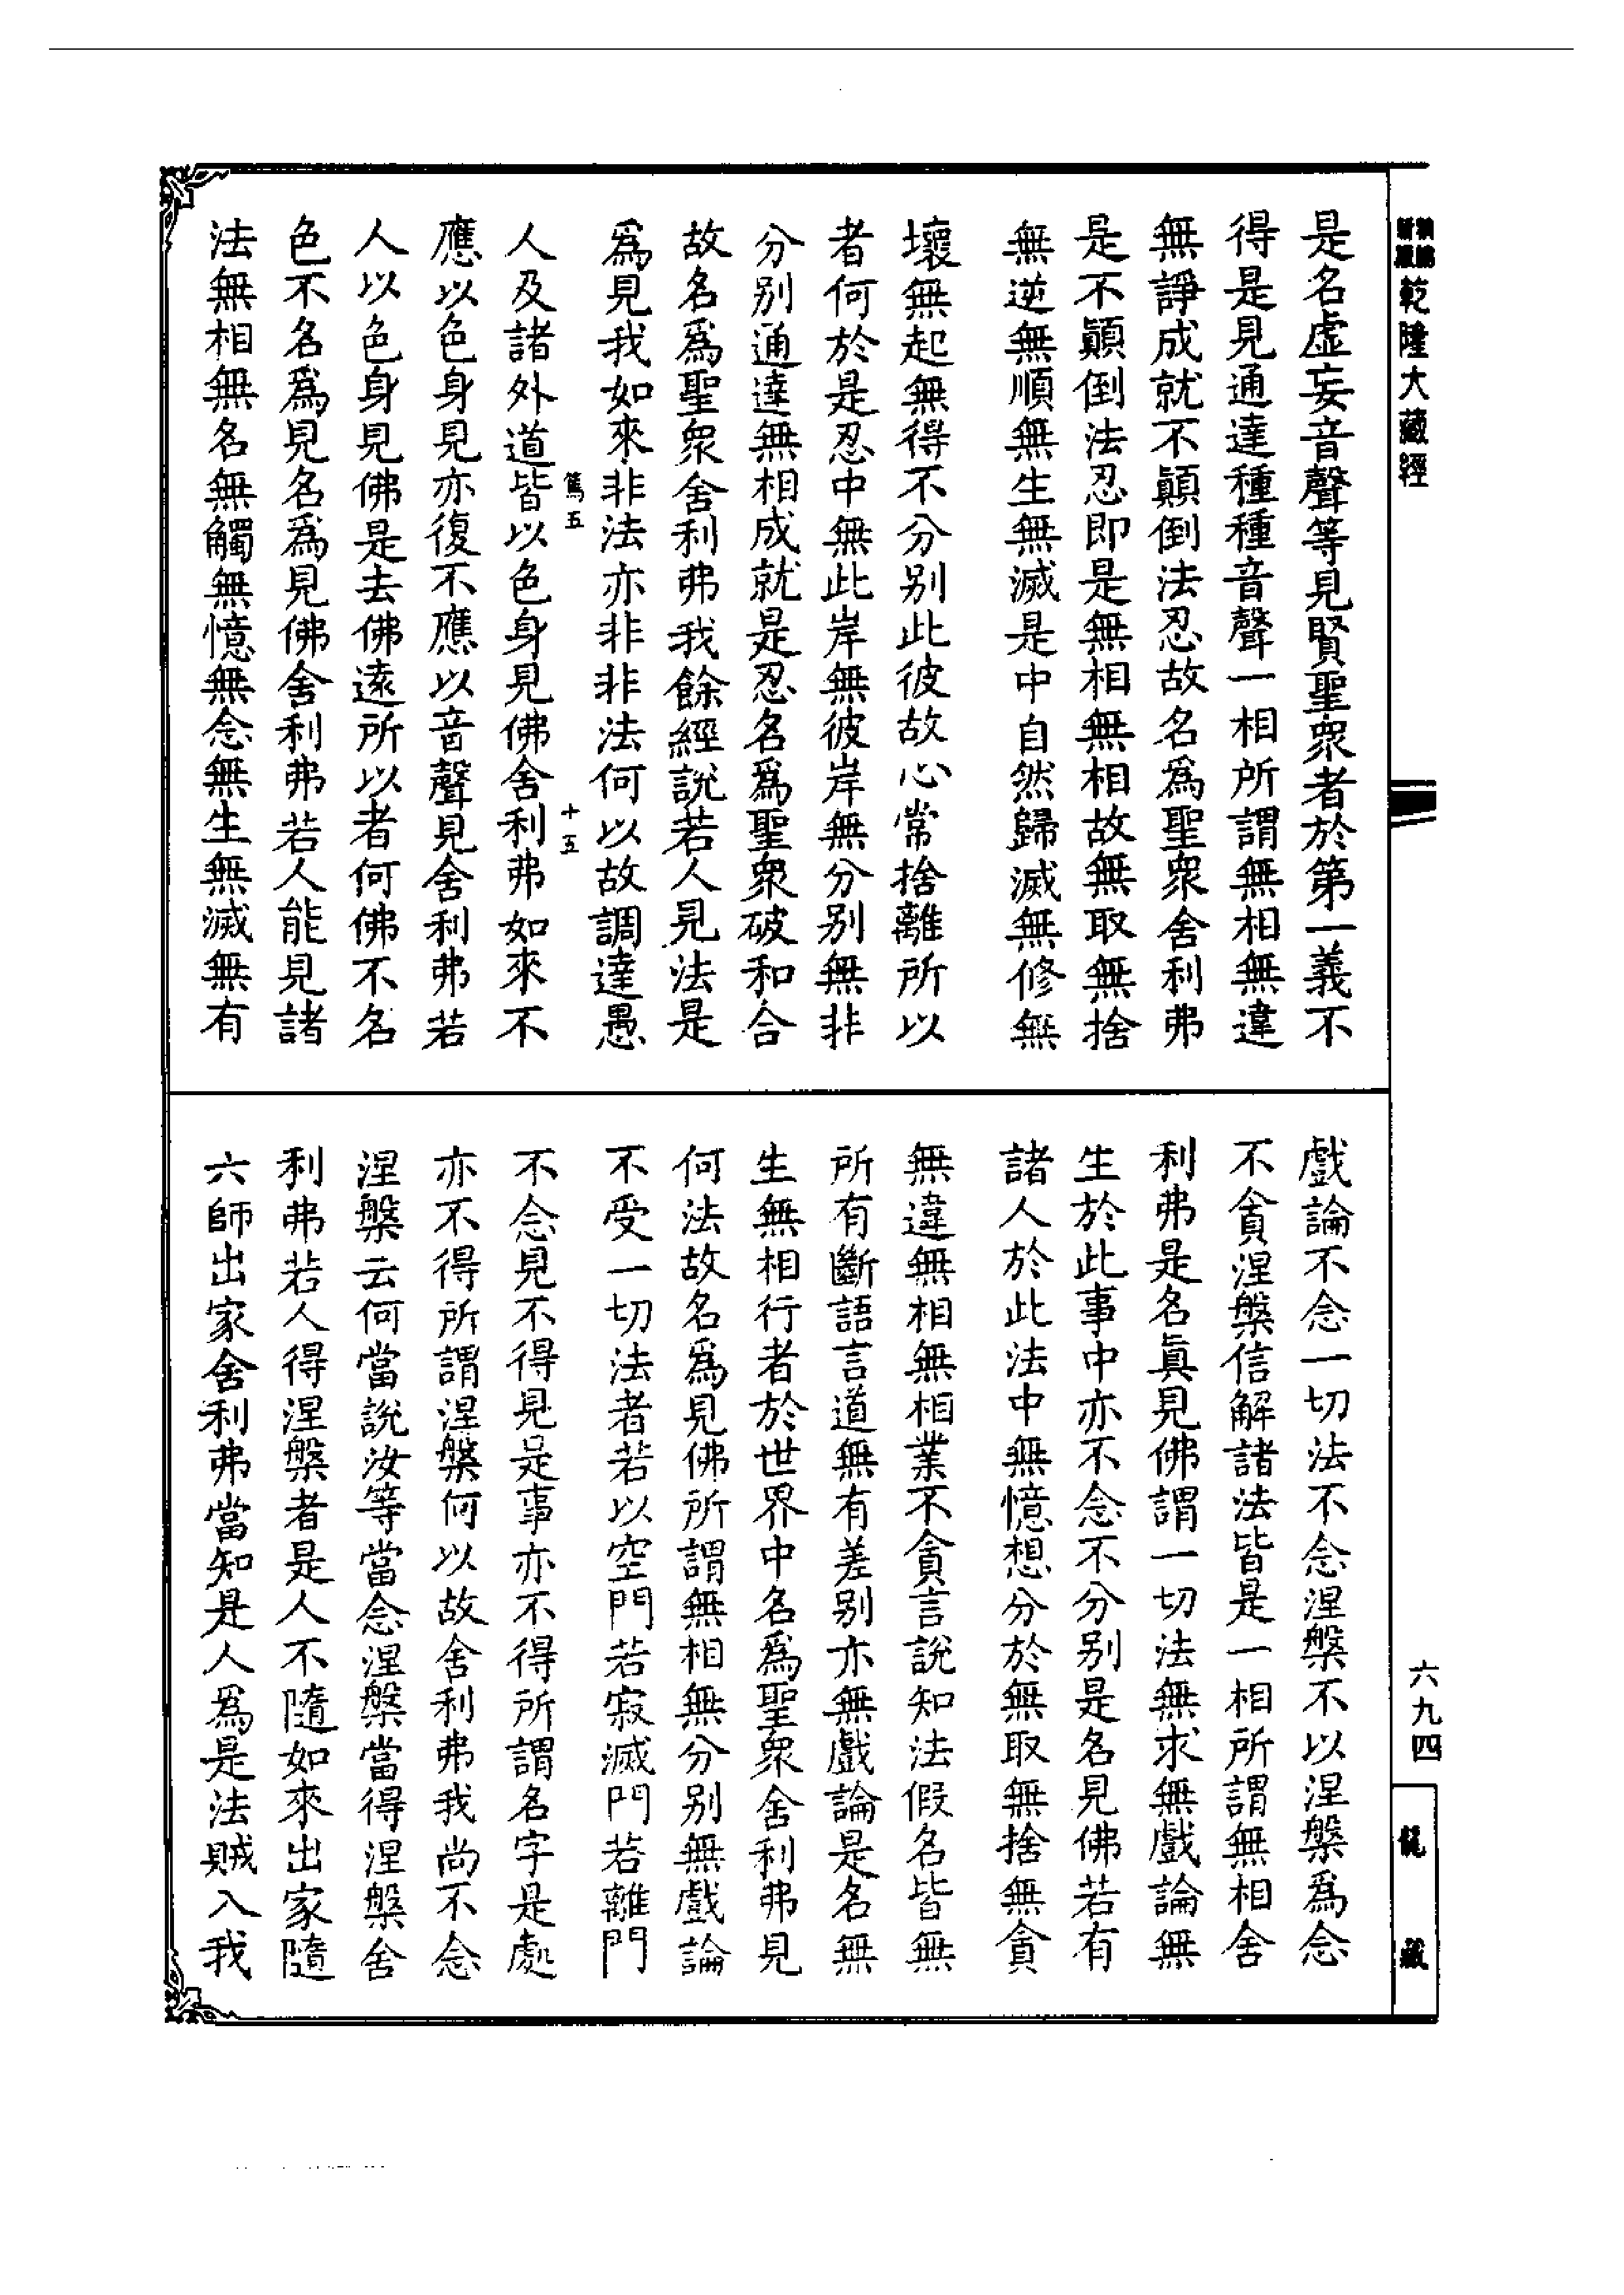 乾隆大藏經
是名虛妄音聲等見賢聖衆者於第一義不
得是見通達種種音聲一相所謂無相無違
無諍成就不顚倒法忍故名爲聖衆舍利弗
是不顚倒法忍即是無相無相故無取無捨
無逆無順無生無滅是中自然歸滅無修無
壞無起無得不分别此彼故心常捨離所以
者何於是忍中無此岸無彼岸無分别無非
分别通達無相成就是忍名爲聖衆破和合
故名爲聖衆舍利弗我餘經說若人見法是
爲見我如來非法亦非非法何以故調達愚
五
十五
人及諸外道皆以色身見佛舍利弗如來不
應以色身見亦復不應以音聲見舍利弗若
人以色身見佛是去佛遠所以者何佛不名
色不名爲見名爲見佛舍利弗若人能見諸
法無相無名無觸無憶無念無生無滅無有
戲論不念一切法不念涅槃不以涅槃爲念
不貪涅槃信解諸法皆是一相所謂無相舍
利弗是名眞見佛謂一切法無求無戲論無
生於此事中亦不念不分别是名見佛若有
諸人於此法中無憶想分於無取無捨無貪
無違無相無相業不貪言說知法假名皆無
所有斷語言道無有差别亦無戲論是名無
生無相行者於世界中名爲聖衆舍利弗見
何法故名爲見佛所謂無相無分别無戲論
不受一切法者若以空門若寂滅門若離門
不念見不得見是事亦不得所謂名字是處
亦不得所謂涅槃何以故舍利弗我尚不念
涅槃云何當說汝等當念涅槃當得涅槃舍
利弗若人得涅槃者是人不隨如來出家隨
六師出家舍利弗當知是人爲是法賊入我
六九四
藏